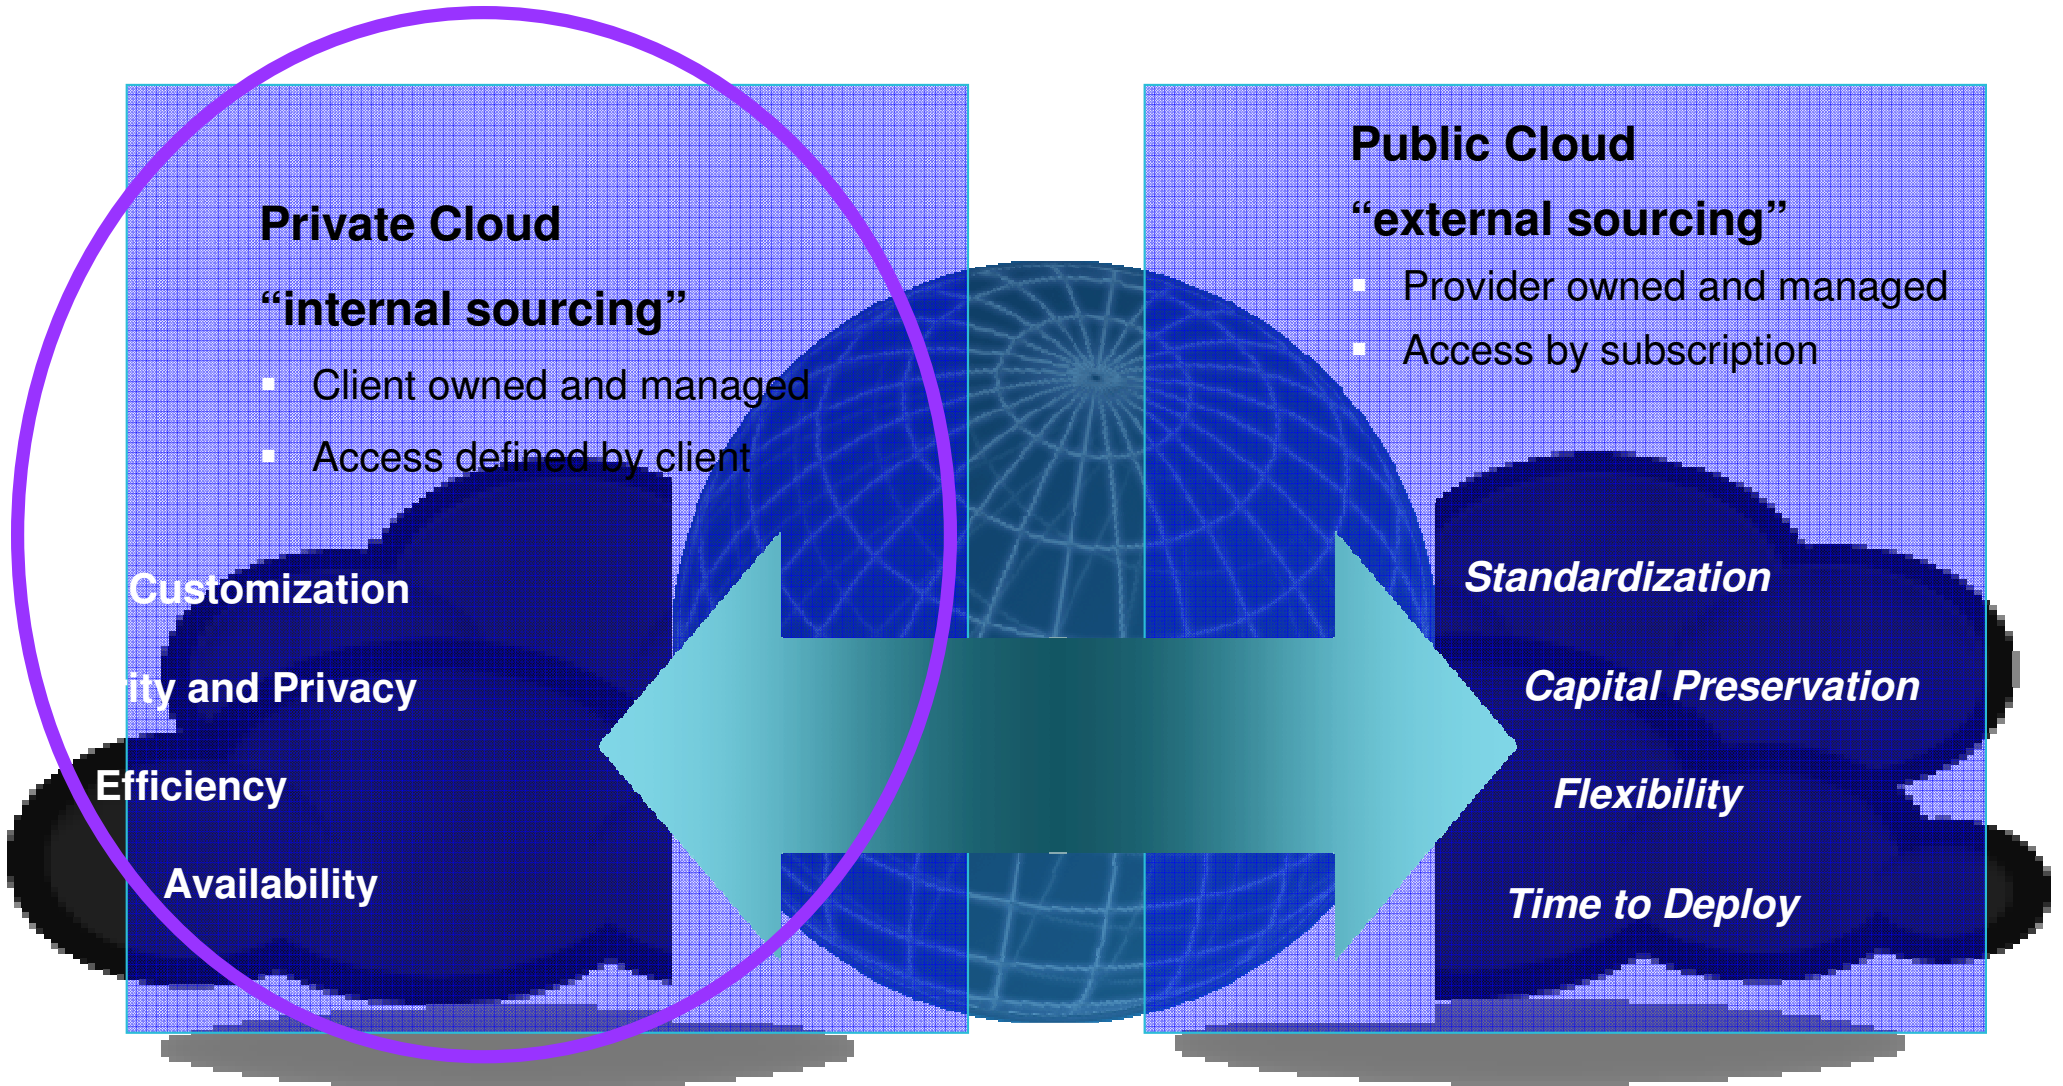 Private Cloud
“internal sourcing”
▪ Client owned and managed
▪ Access defined by client
Customization
ity and Privacy
Efficiency
Availability
Public Cloud
“external sourcing”
▪ Provider owned and managed
▪ Access by subscription
Standardization
Capital Preservation
Flexibility
Time to Deploy